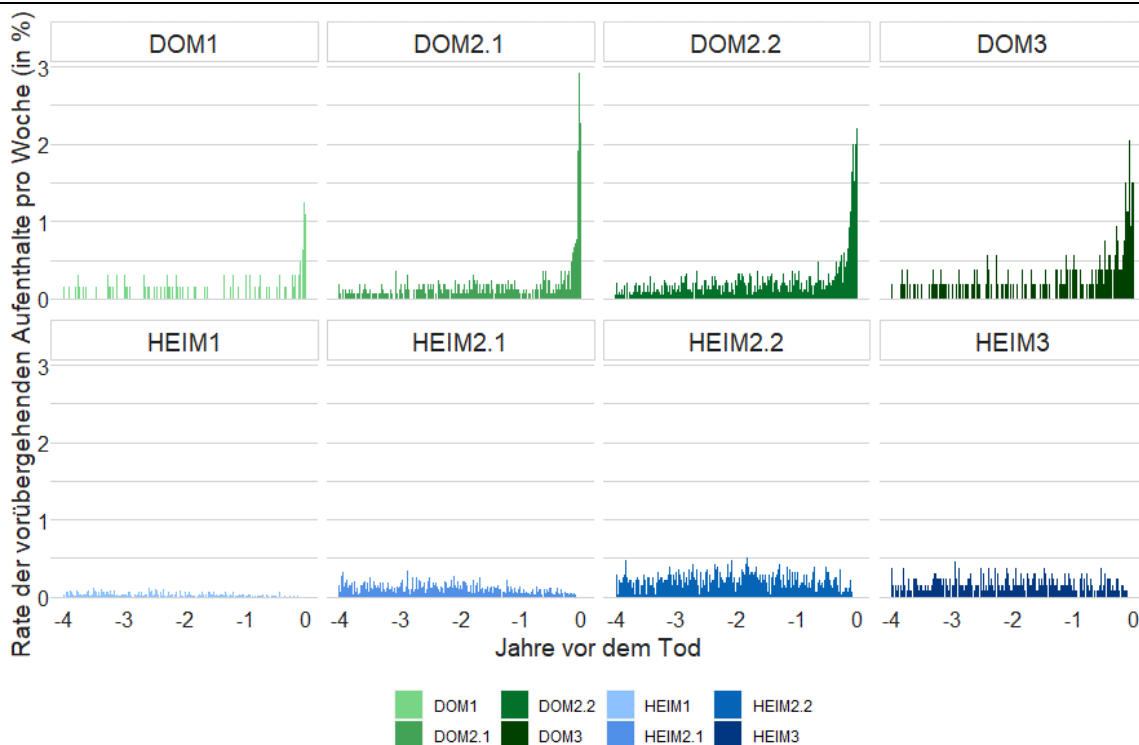 Rate der vorübergehenden Aufenthalte pro Woche (in %)
DOM1 DOM2.1 DOM2.2 DOM3
3
2
1
0
HEIM1 HEIM2.1 HEIM2.2 HEIM3
3
2
1
0
-4 -3 -2 -1 0 -4 -3 -2 -1 0 -4 -3 -2 -1 0 -4 -3 -2 -1 0
Jahre vor dem Tod
DOM1 DOM2.2 HEIM1 HEIM2.2
DOM2.1 DOM3 HEIM2.1 HEIM3